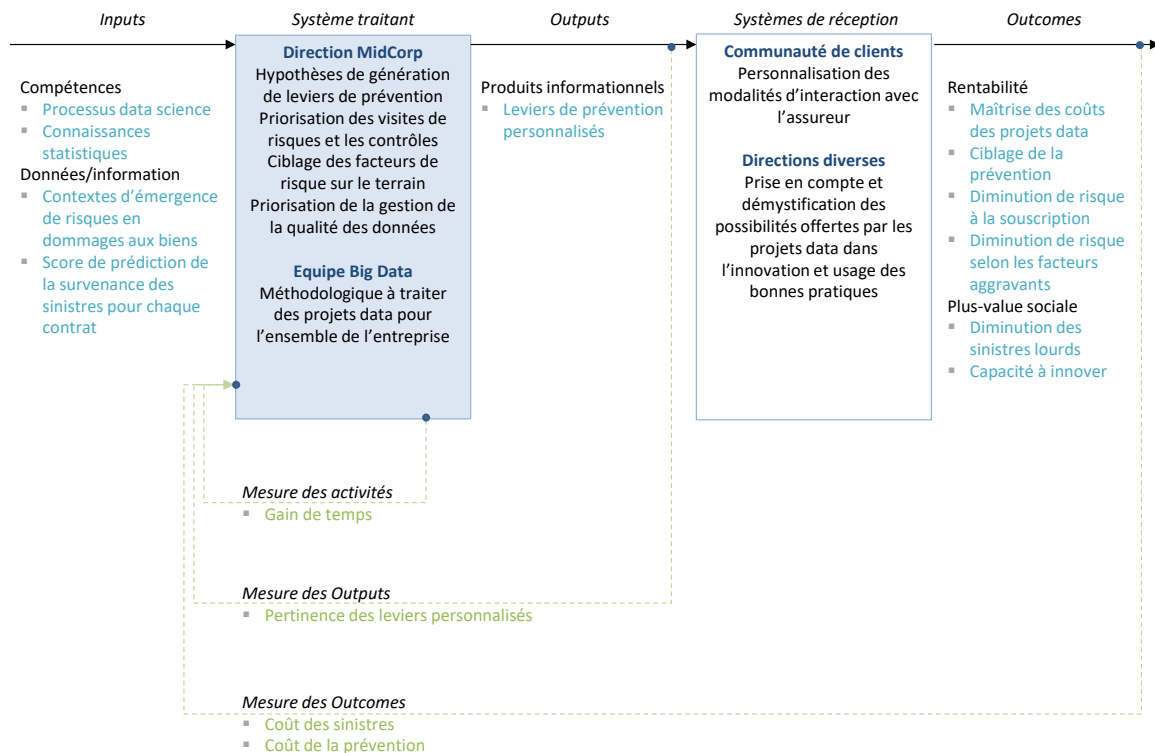 Inputs
Système traitant
Outputs
Systèmes de réception
Outcomes
Compétences
Processus data science
Connaissances
statistiques
Données/information
Contextes d'émergence
de risques en
dommages aux biens
Score de prédiction de
la survenance des
sinistres pour chaque
contrat
Direction MidCorp
Hypothèses de génération
de leviers de prévention
Priorisation des visites de
risques et les contrôles
Ciblage des facteurs de
risque sur le terrain
Priorisation de la gestion de
la qualité des données
Equipe Big Data
Méthodologique à traiter
des projets data pour
l'ensemble de l'entreprise
Produits informationnels
Leviers de prévention
personnalisés
Communauté de clients
Personnalisation des
modalités d'interaction avec
l'assureur
Directions diverses
Prise en compte et
démystification des
possibilités offertes par les
projets data dans
l'innovation et usage des
bonnes pratiques
Rentabilité
Maîtrise des coûts
des projets data
Ciblage de la
prévention
Diminution de risque
à la souscription
Diminution de risque
selon les facteurs
aggravants
Plus-value sociale
Diminution des
sinistres lourds
Capacité à innover
Mesure des activités
Gain de temps
Mesure des Outputs
Pertinence des leviers personnalisés
Mesure des Outcomes
Coût des sinistres
Coût de la prévention